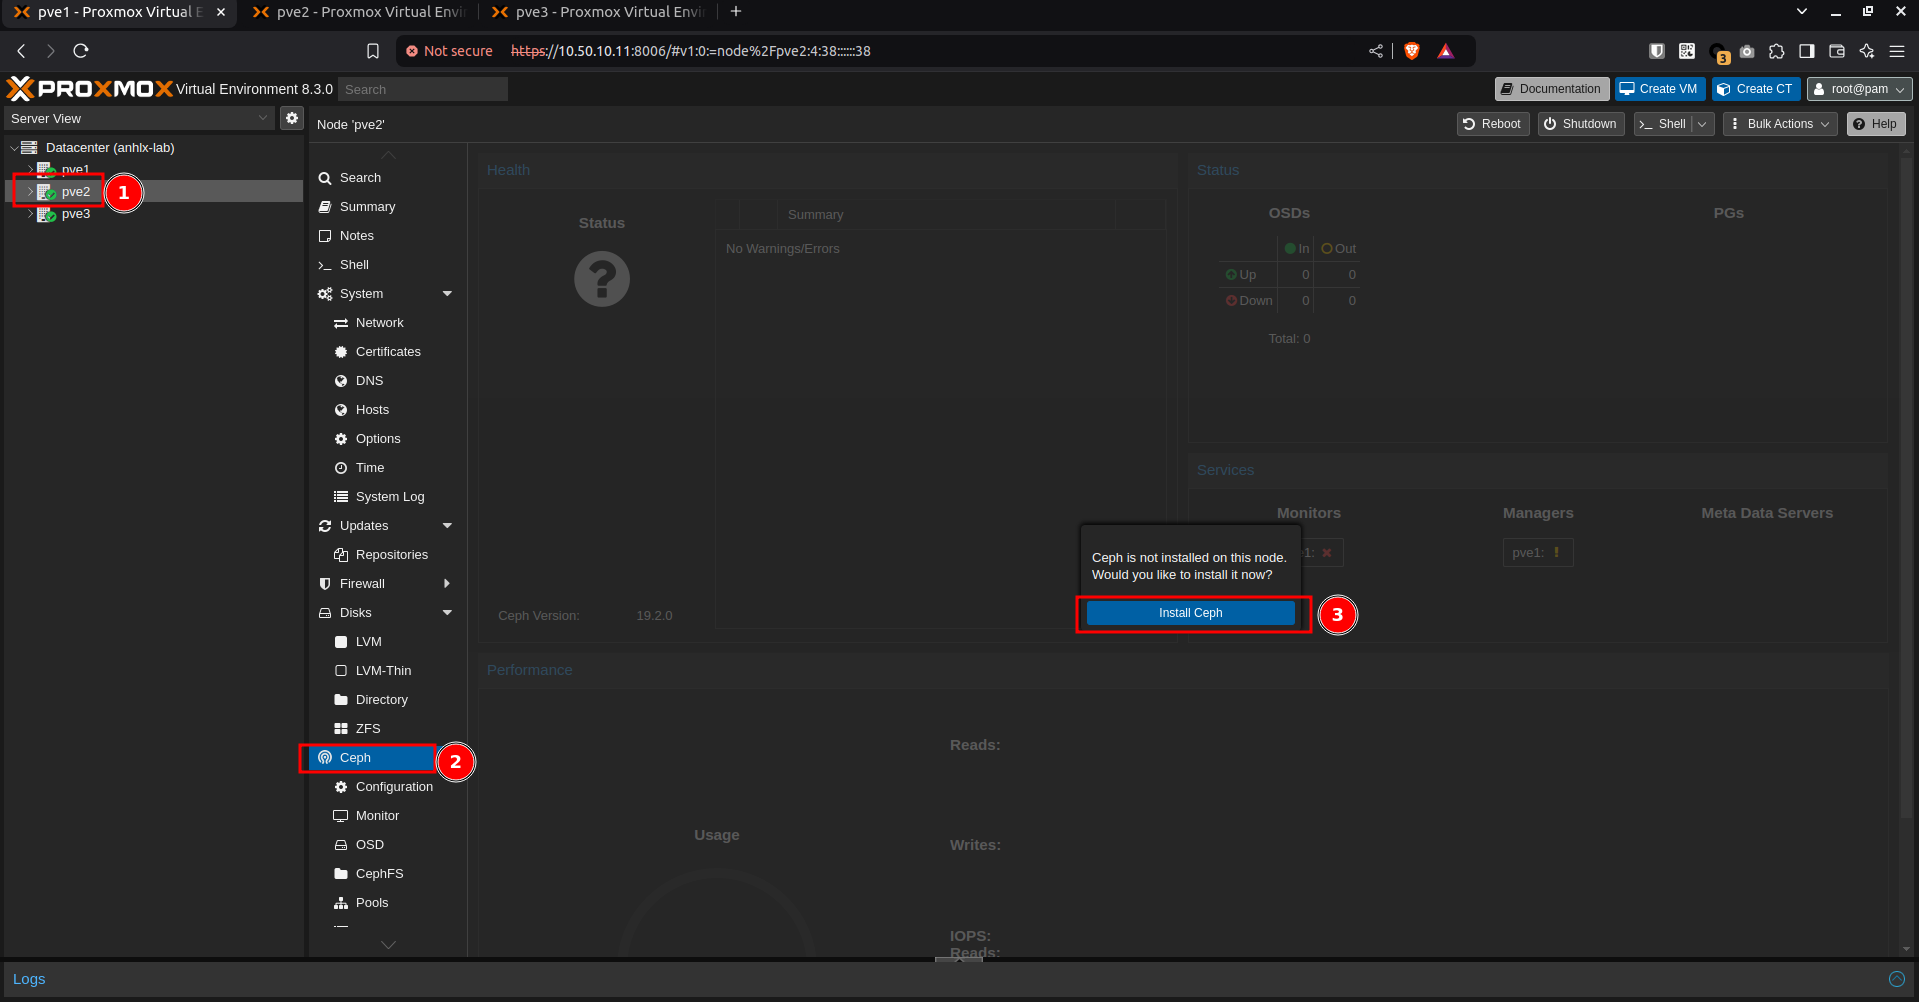 pve1 - Proxmox Virtual E
pve2 - Proxmox Virtual Envi
pve3 - Proxmox Virtual Envi
Not secure
https://10.50.10.11:8006/#v1:0:=node%2Fpve2:4:38::::::38
3
PROXMOX Virtual Environment 8.3.0
Search
Documentation
Create VM
Create CT
root@pam
Server View
Node 'pve2'
Reboot
Shutdown
Shell
Bulk Actions
Help
Datacenter (anhlx-lab)
pve1
pve2
1
pve3
Search
Summary
Notes
Shell
System
Network
Certificates
DNS
Hosts
Options
Time
System Log
Updates
Repositories
Firewall
Disks
LVM
LVM-Thin
Directory
ZFS
Ceph
2
Configuration
Monitor
OSD
CephFS
Pools
Health
Status
Summary
No Warnings/Errors
Ceph Version:
19.2.0
Status
OSDs
PGs
In
Out
Up
0
0
Down
0
0
Total: 0
Services
Monitors
Managers
Meta Data Servers
e1:
pve1:
Ceph is not installed on this node.
Would you like to install it now?
Install Ceph
3
Performance
Usage
Reads:
Writes:
IOPS:
Reads:
Logs